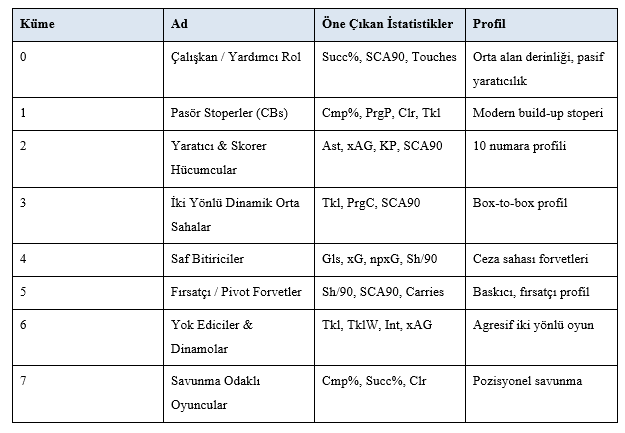 Küme Ad Öne Çıkan İstatistikler Profil
0 Çalışkan / Yardımcı Rol Succ%, SCA90, Touches Orta alan derinliği, pasif
yaratıcılık
1 Pasör Stoperler (CBs) Cmp%, PrgP, Clr, Tkl Modern build-up stoperi
2 Yaratıcı & Skorer Ast, xAG, KP, SCA90 10 numara profili
Hücumcular
3 İki Yönlü Dinamik Orta Tkl, PrgC, SCA90 Box-to-box profil
Sahalar
4 Saf Bitiriciler Gls, xG, npxG, Sh/90 Ceza sahası forvetleri
5 Fırsatçı / Pivot Forvetler Sh/90, SCA90, Carries Baskıcı, fırsatçı profil
6 Yok Ediciler & Tkl, TklW, Int, xAG Agresif iki yönlü oyun
Dinamolar
7 Savunma Odaklı Cmp%, Succ%, Clr Pozisyonel savunma
Oyuncular